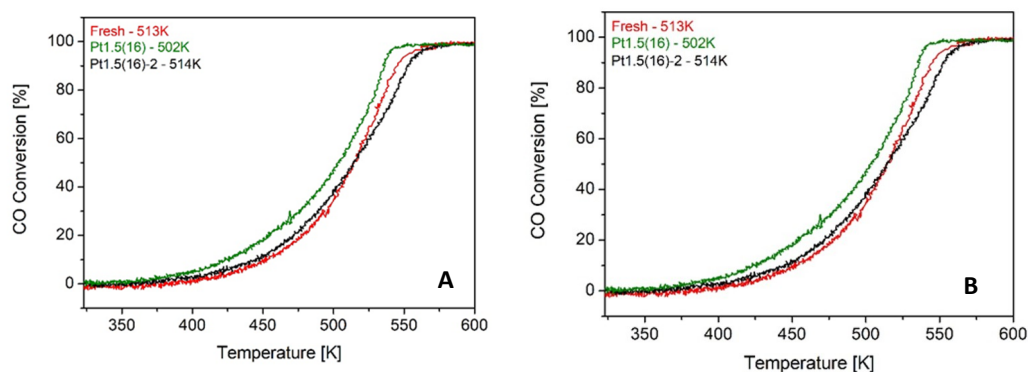 Fresh - 513K
Pt1.5(16) - 502K
Pt1.5(16)-2 - 514K
100
80
60
40
20
0
CO Conversion [%]
A
350 400 450 500 550 600
Temperature [K]
Fresh - 513K
Pt1.5(16) - 502K
Pt1.5(16)-2 - 514K
100
80
60
40
20
0
CO Conversion [%]
B
350 400 450 500 550 600
Temperature [K]